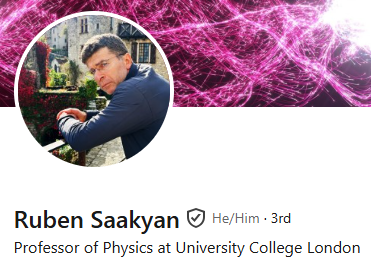 Ruben Saakyan He/Him · 3rd
Professor of Physics at University College London